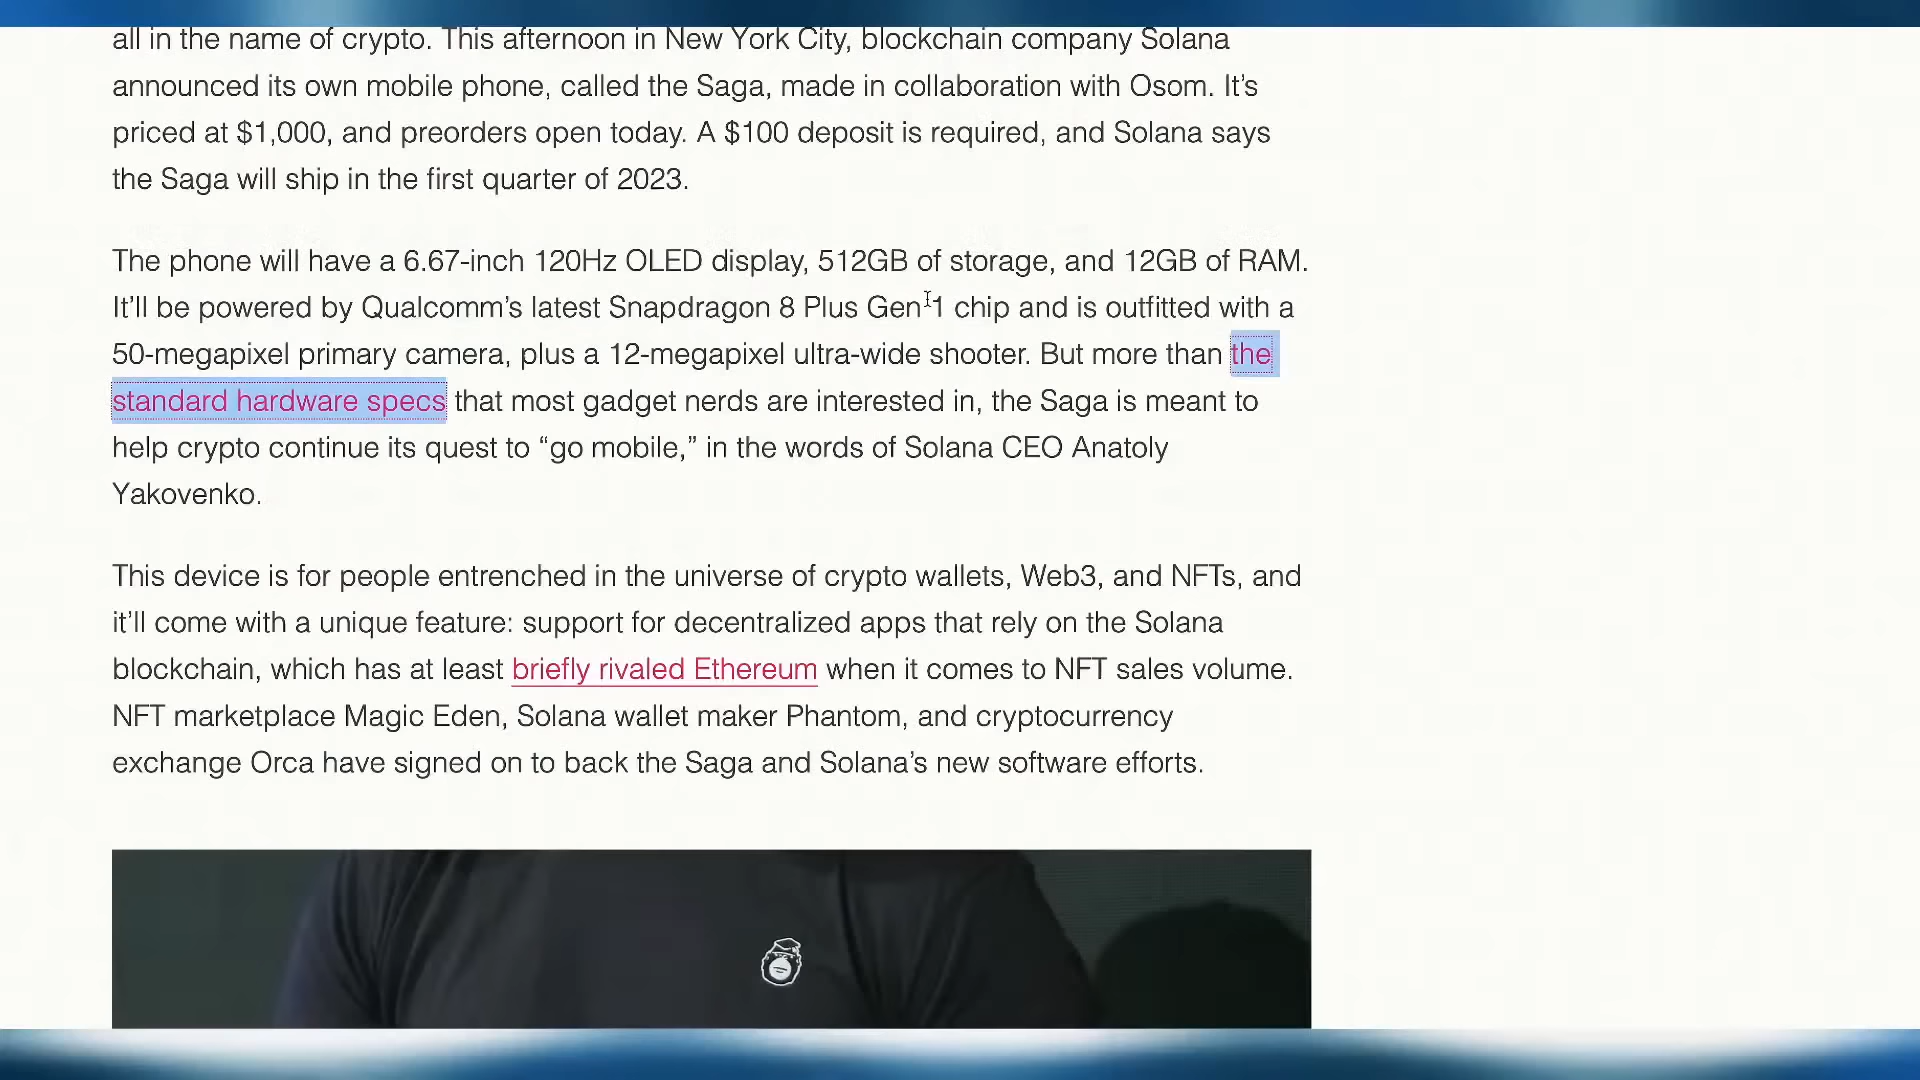 all in the name of crypto. This afternoon in New York City, blockchain company Solana
announced its own mobile phone, called the Saga, made in collaboration with Osom. It’s
priced at $1,000, and preorders open today. A $100 deposit is required, and Solana says
the Saga will ship in the first quarter of 2023.
The phone will have a 6.67-inch 120Hz OLED display, 512GB of storage, and 12GB of RAM.
It’ll be powered by Qualcomm’s latest Snapdragon 8 Plus Gen 1 chip and is outfitted with a
50-megapixel primary camera, plus a 12-megapixel ultra-wide shooter. But more than the
standard hardware specs that most gadget nerds are interested in, the Saga is meant to
help crypto continue its quest to “go mobile,” in the words of Solana CEO Anatoly
Yakovenko.
This device is for people entrenched in the universe of crypto wallets, Web3, and NFTs, and
it’ll come with a unique feature: support for decentralized apps that rely on the Solana
blockchain, which has at least briefly rivaled Ethereum when it comes to NFT sales volume.
NFT marketplace Magic Eden, Solana wallet maker Phantom, and cryptocurrency
exchange Orca have signed on to back the Saga and Solana’s new software efforts.